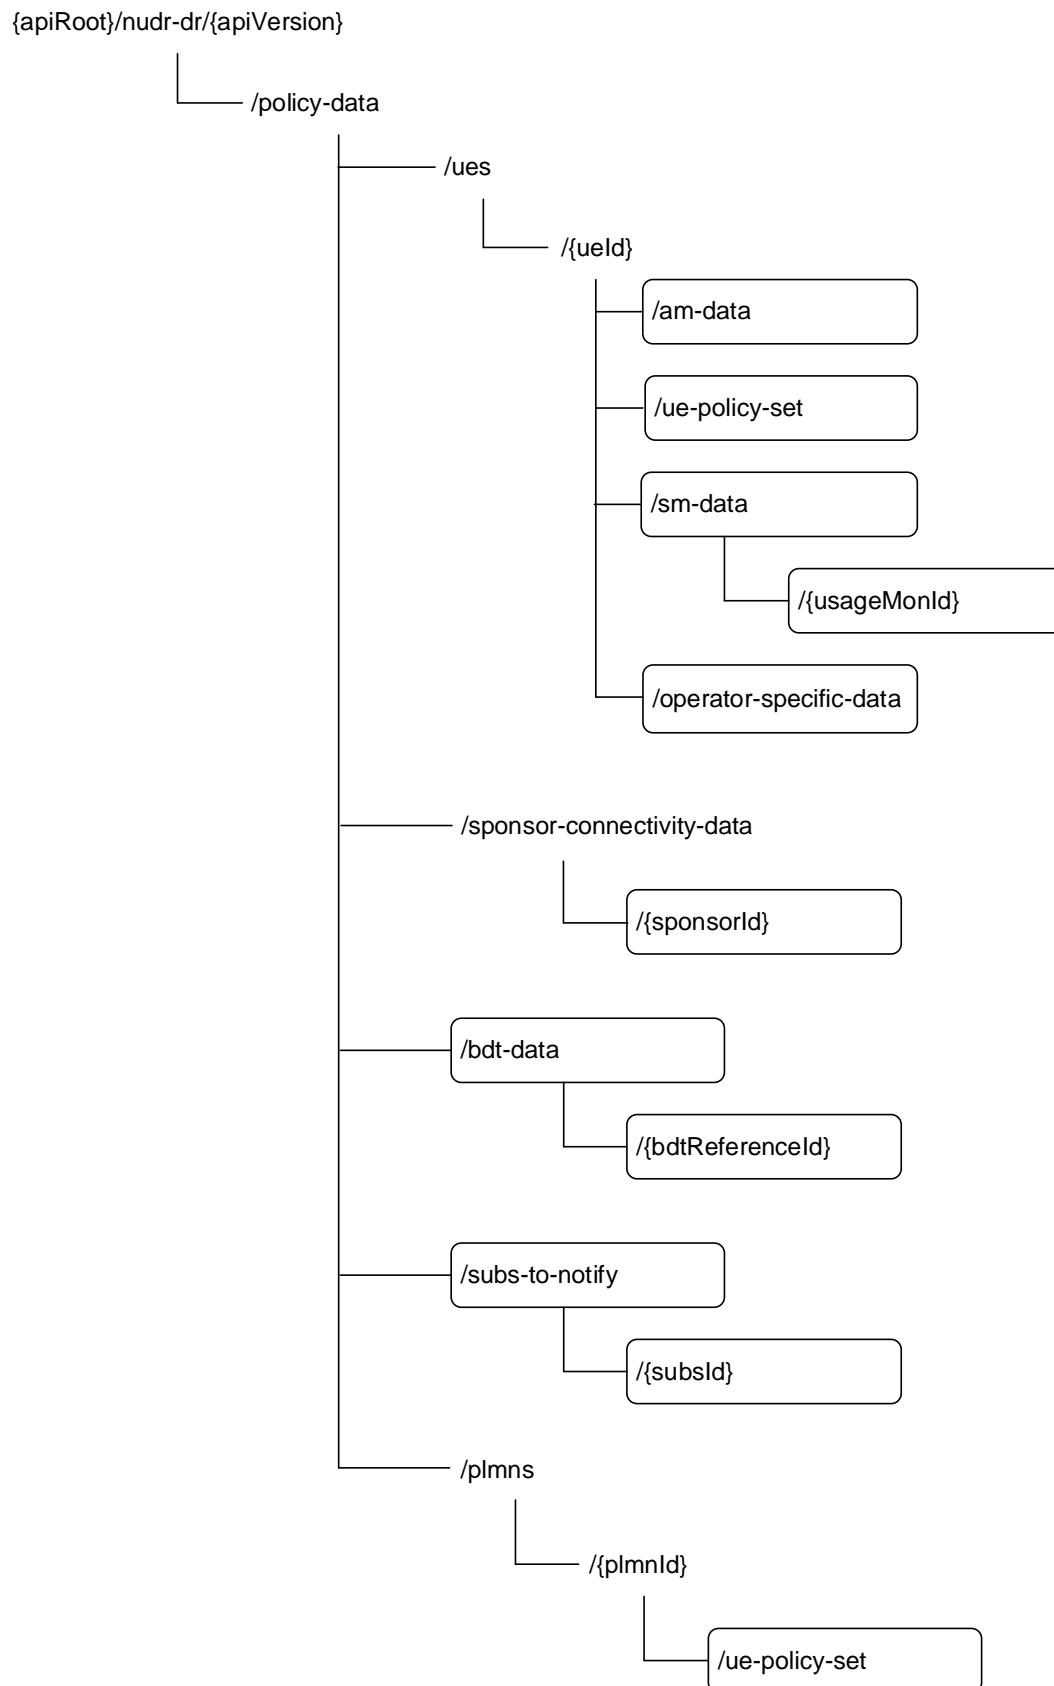 {apiRoot}/nudr-dr/{apiVersion}
/policy-data
/ues
/{ueId}
/am-data
/ue-policy-set
/sm-data
/{usageMonId}
/operator-specific-data
/sponsor-connectivity-data
/{sponsorId}
/bdt-data
/{bdtReferenceId}
/subs-to-notify
/{subsId}
/plmns
/{plmnId}
/ue-policy-set